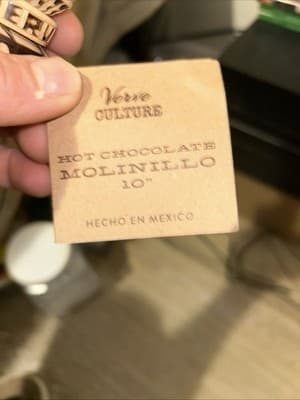 Verve
CULTURE
HOT CHOCOLATE
MOLINILLO
10"
HECHO EN MEXICO